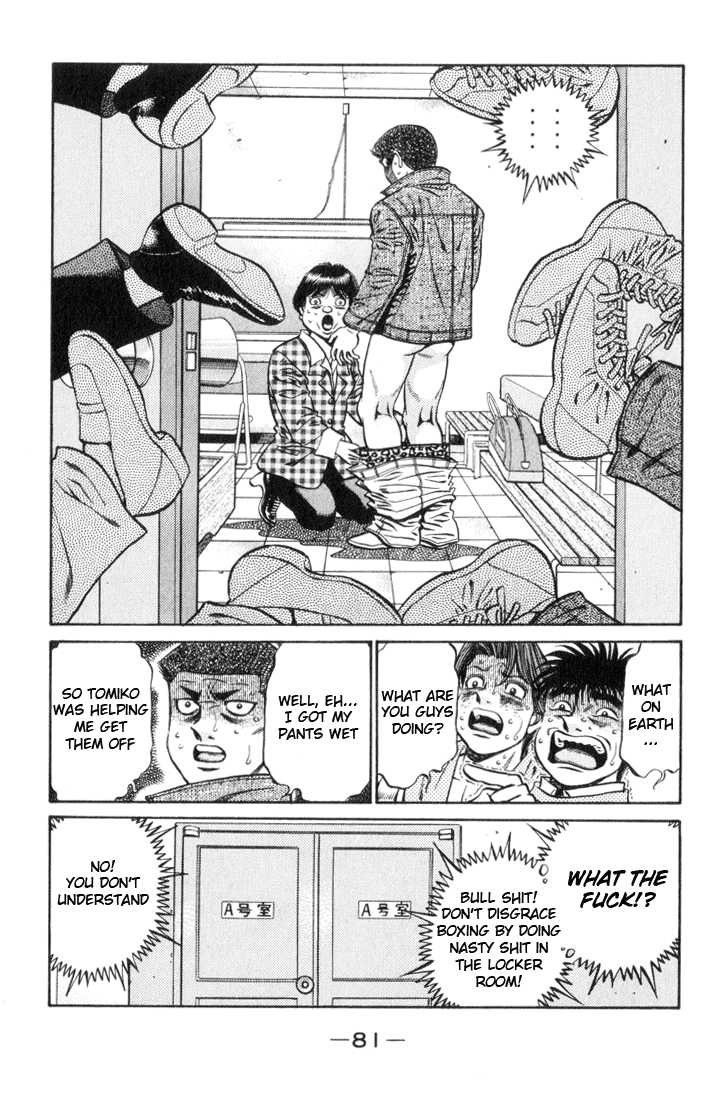 ......
WHAT
ON
EARTH
...
WHAT ARE
YOU GUYS
DOING?
WELL, EH...
I GOT MY
PANTS WET
SO TOMIKO
WAS HELPING
ME GET
THEM OFF
WHAT THE
FUCK!?
BULL SHIT!
DON'T DISGRACE
BOXING BY DOING
NASTY SHIT IN
THE LOCKER
ROOM!
A号室
A号室
NO!
YOU DON'T
UNDERSTAND
—81—